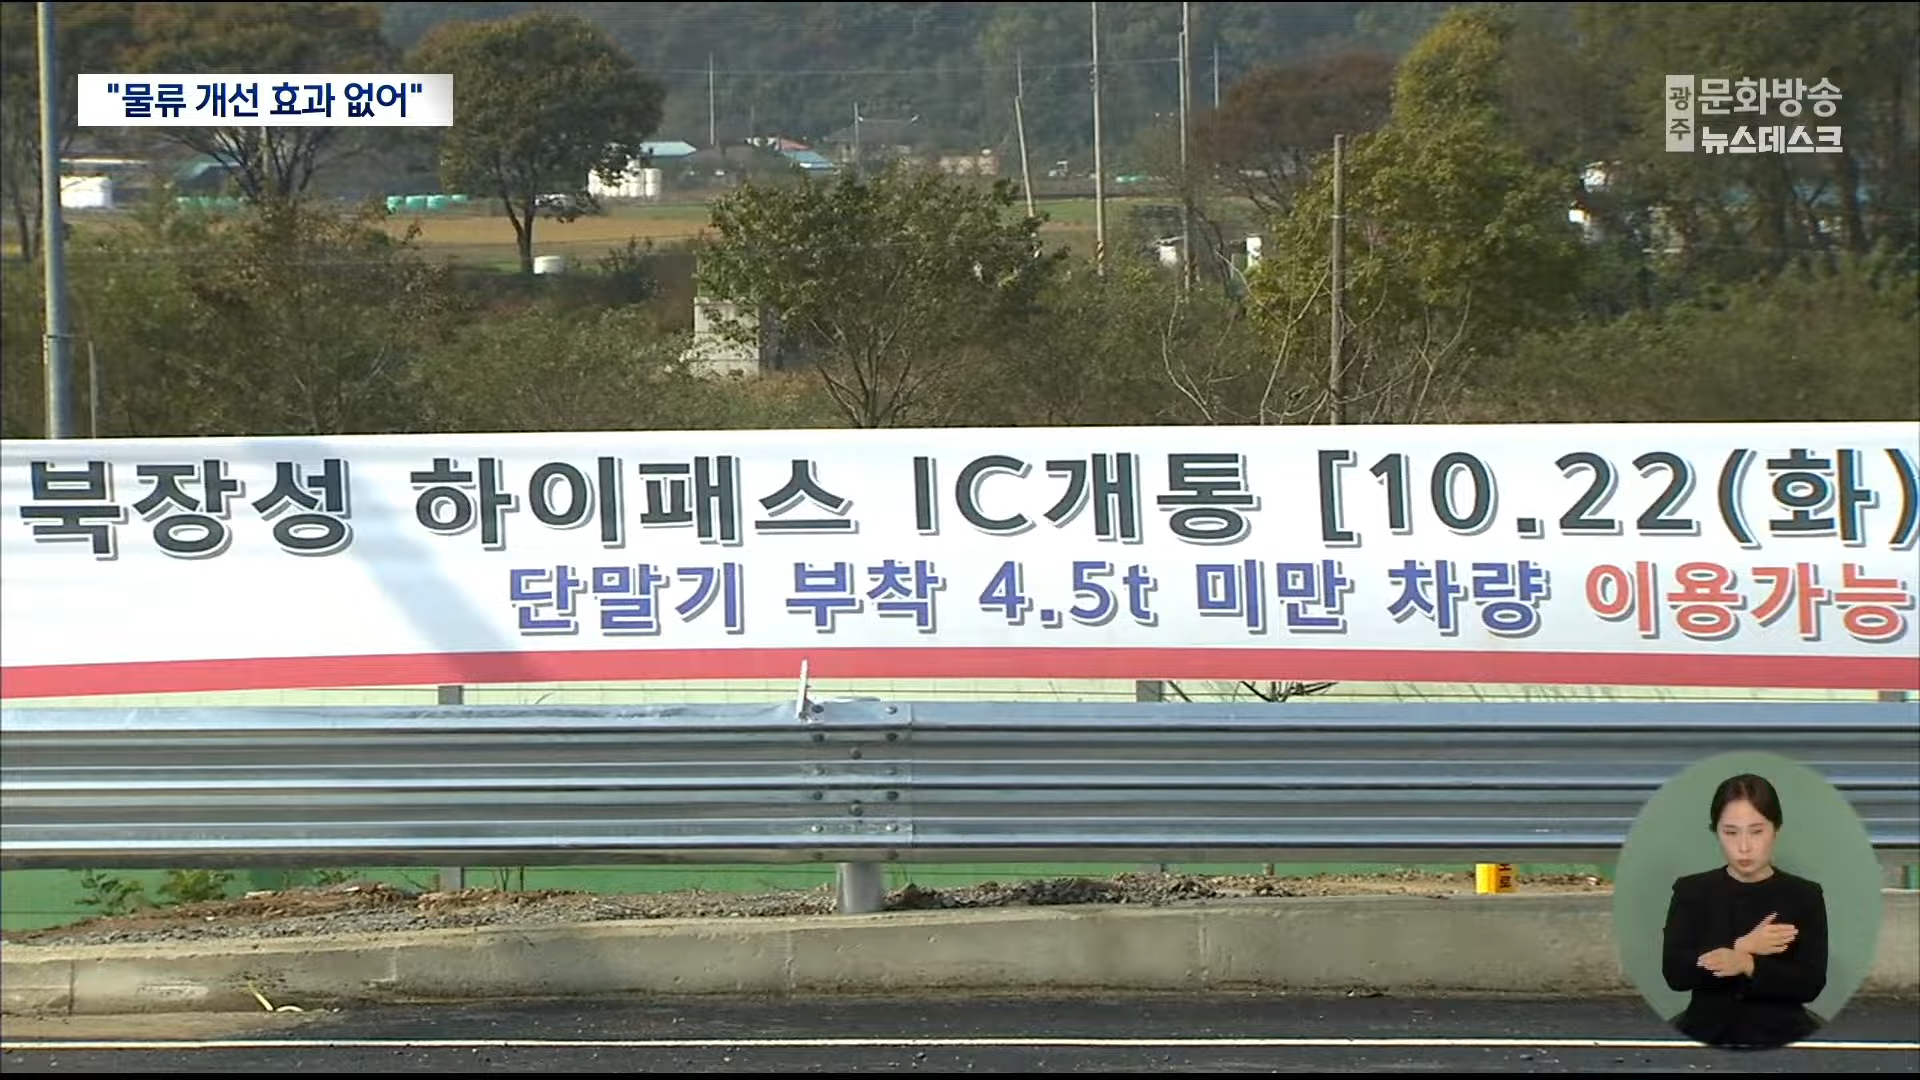 "물류 개선 효과 없어"
광주 문화방송
뉴스데스크
북장성 하이패스 IC개통 [10.22(화)
단말기 부착 4.5t 미만 차량 이용가능